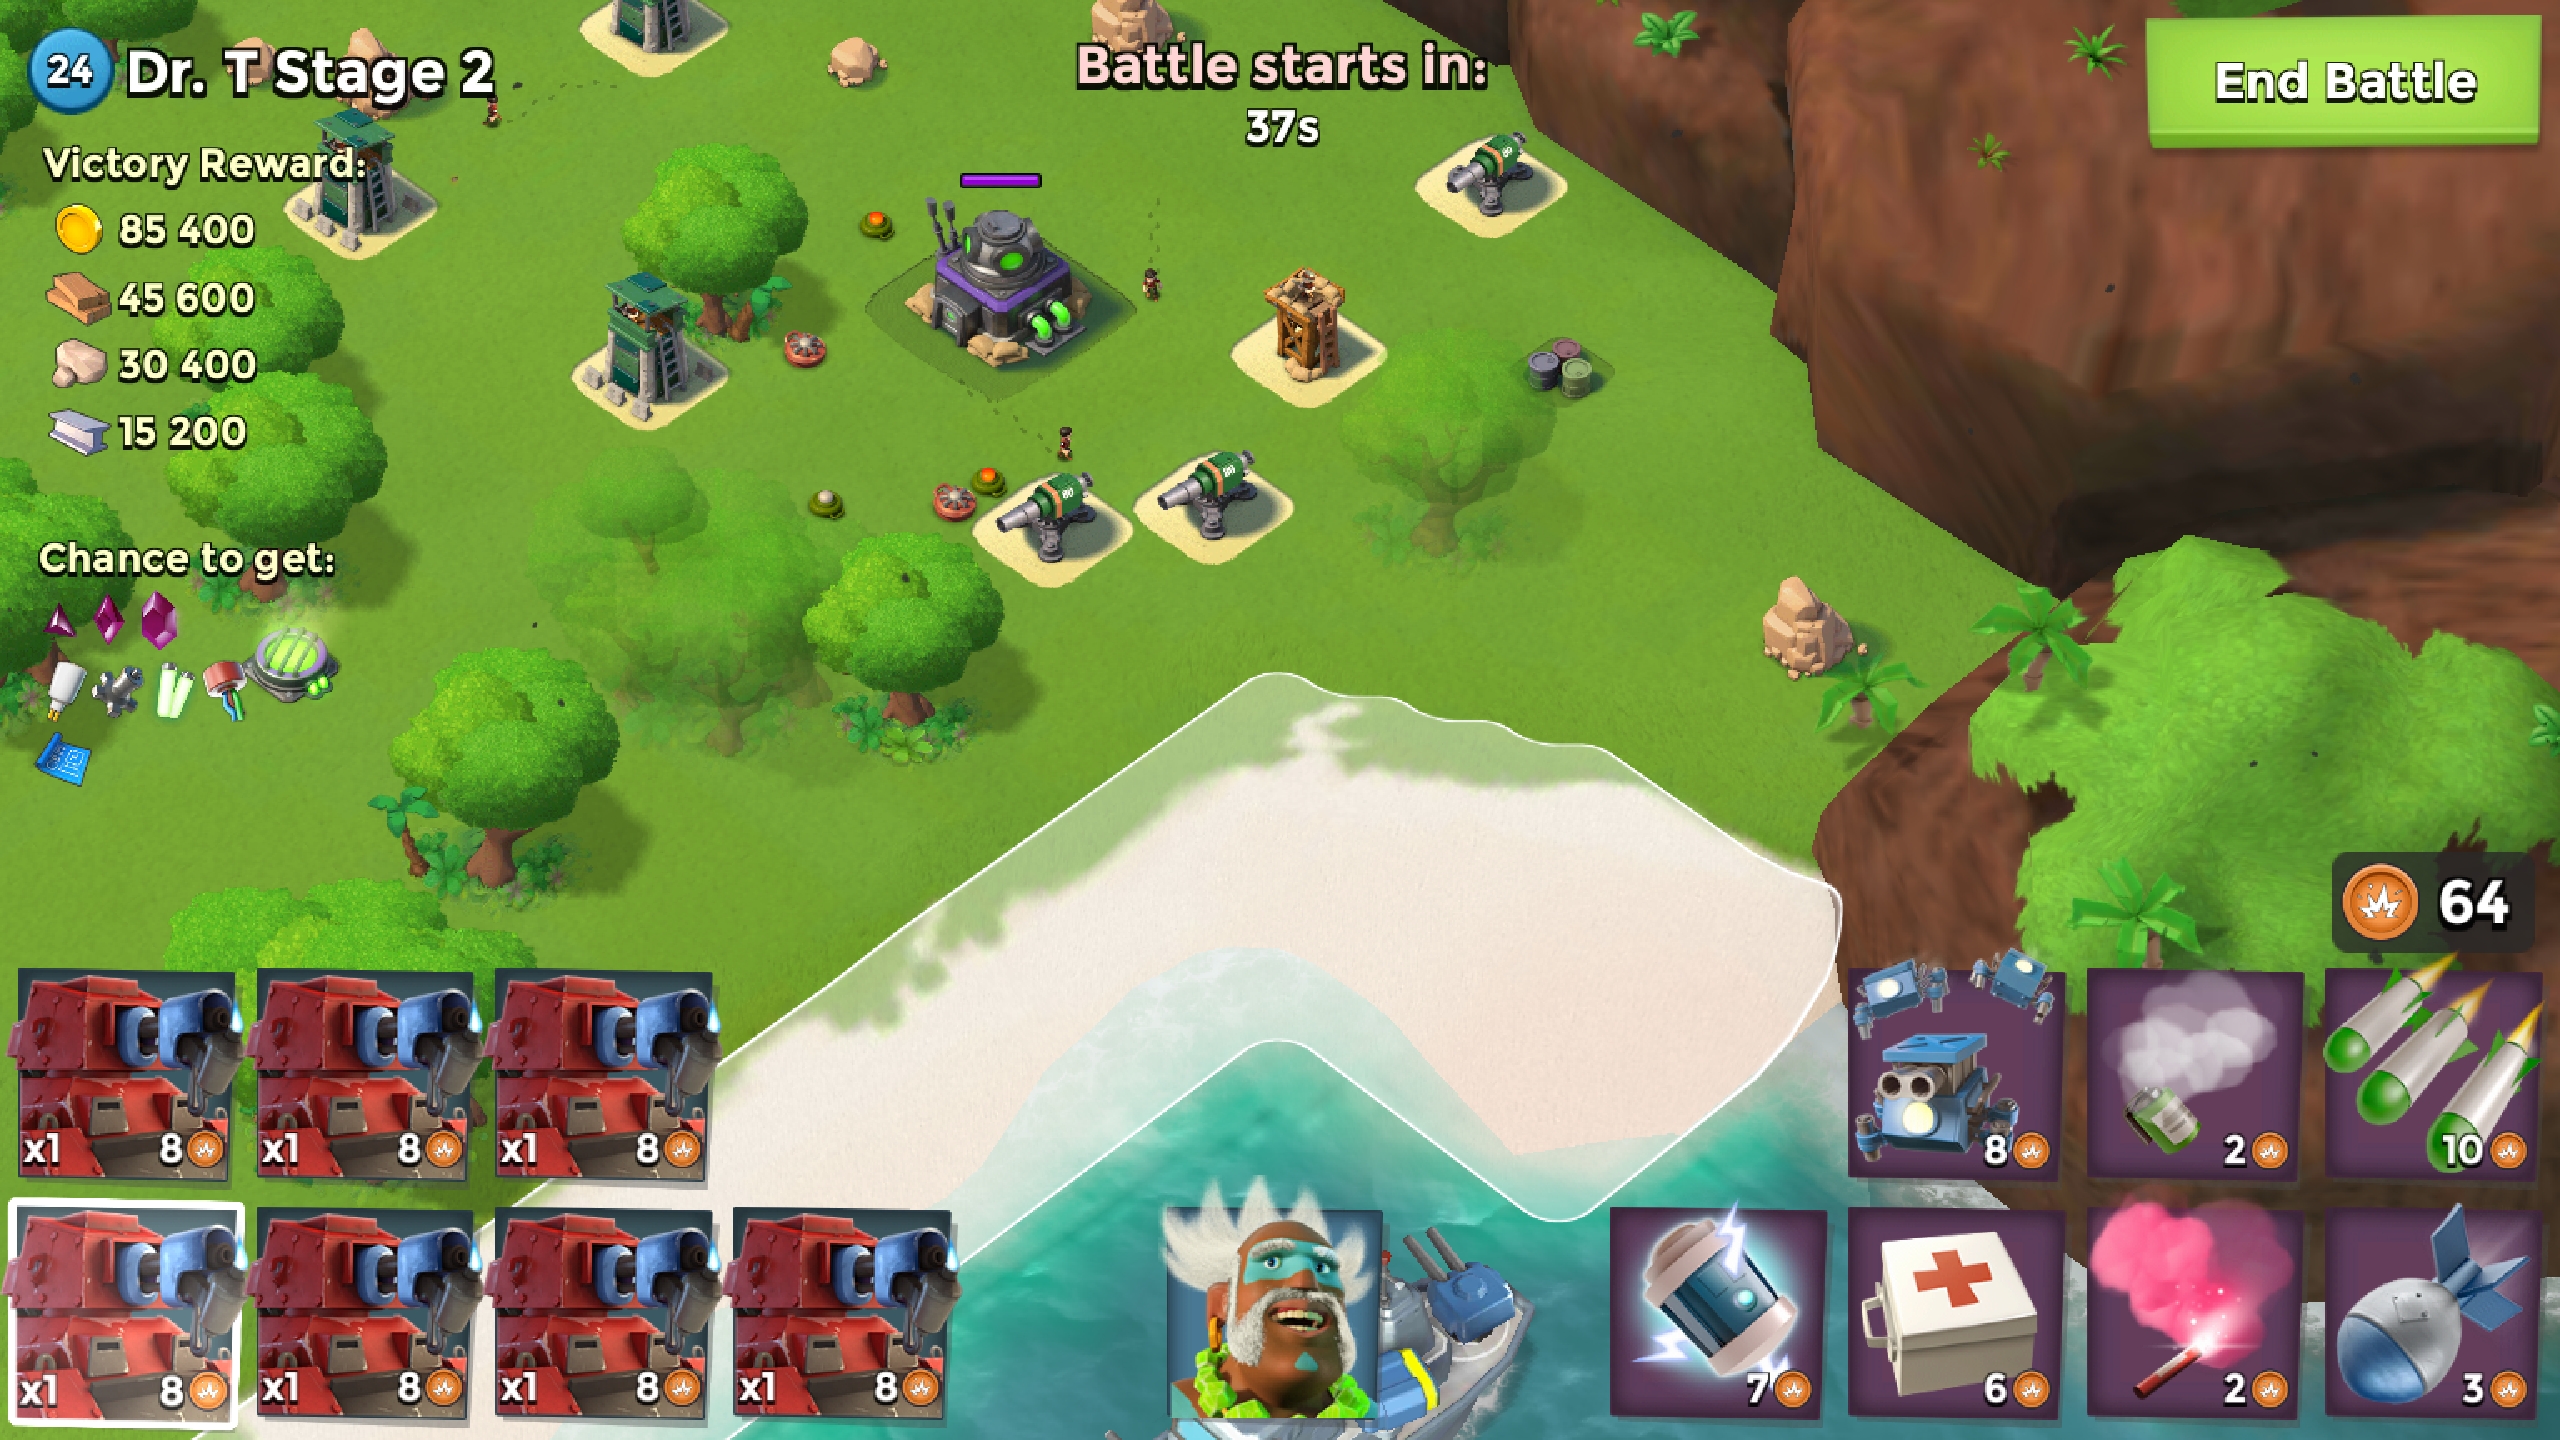 24 Dr. T Stage 2
Battle starts in:
37s
End Battle
Victory Reward:
85 400
45 600
30 400
15 200
Chance to get:
64
x1 8
x1 8
x1 8
8
2
10
x1 8
x1 8
x1 8
x1 8
7
6
2
3